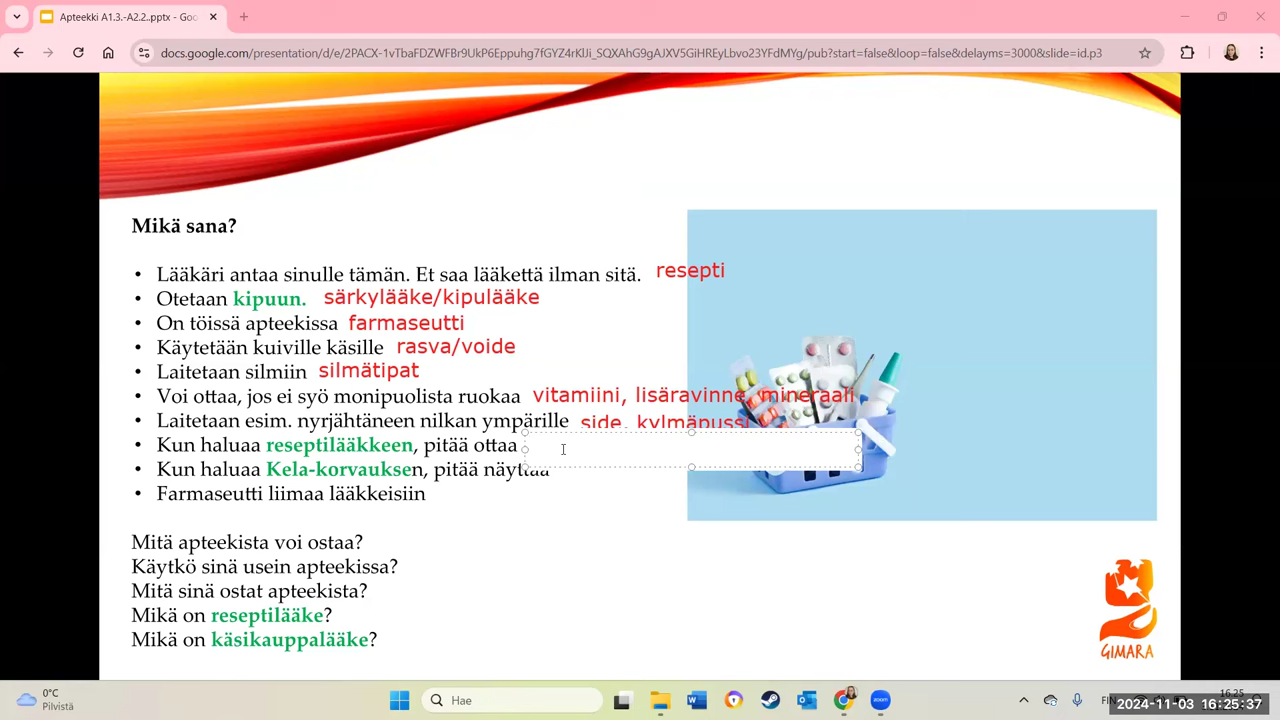 Apteekki A1.3.-A2.2..pptx - Goo
docs.google.com/presentation/d/e/2PACX-1vTbaFDZWFBr9UkP6Eppuhg7fGYZ4rKlJi_SQXAhG9gAJXV5GiHREyLbvo23YFdMYg/pub?start=false&loop=false&delayms=3000&slide=id.p3
Mikä sana?
• Lääkäri antaa sinulle tämän. Et saa lääkettä ilman sitä. resepti
• Otetaan kipuun. särkylääke/kipulääke
• On töissä apteekissa farmaseutti
• Käytetään kuiville käsille rasva/voide
• Laitetaan silmiin silmätipat
• Voi ottaa, jos ei syö monipuolista ruokaa vitamiini, lisäravinne, mineraali
• Laitetaan esim. nyrjähtäneen nilkan ympärille side, kylmäpussi
• Kun haluaa reseptilääkkeen, pitää ottaa
• Kun haluaa Kela-korvauksen, pitää näyttää
• Farmaseutti liimaa lääkkeisiin
Mitä apteekista voi ostaa?
Käytkö sinä usein apteekissa?
Mitä sinä ostat apteekista?
Mikä on reseptilääke?
Mikä on käsikauppalääke?
GIMARA
0°C
Pilvistä
Hae
FIN
16.25
2024-11-03 16:25:37